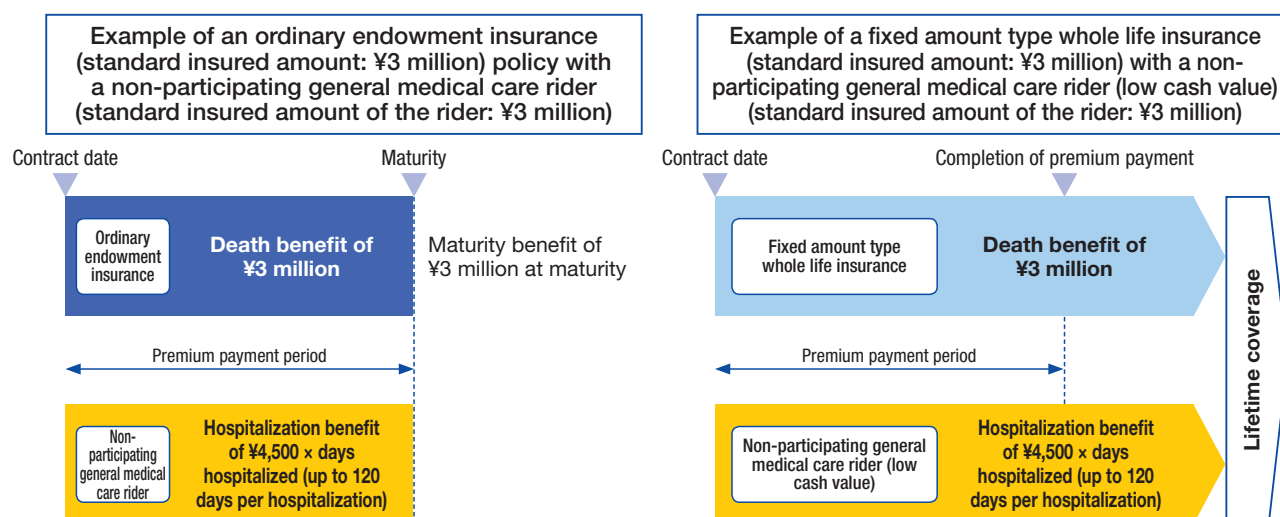 Example of an ordinary endowment insurance
(standard insured amount: ¥3 million) policy with
a non-participating general medical care rider
(standard insured amount of the rider: ¥3 million)
Contract date
Maturity
Ordinary
endowment
insurance
Death benefit of
¥3 million
Maturity benefit of
¥3 million at maturity
Premium payment period
Non-
participating
general medical
care rider
Hospitalization benefit
of ¥4,500 × days
hospitalized (up to 120
days per hospitalization)
Example of a fixed amount type whole life insurance
(standard insured amount: ¥3 million) with a non-
participating general medical care rider (low cash value)
(standard insured amount of the rider: ¥3 million)
Contract date
Completion of premium payment
Fixed amount type
whole life insurance
Death benefit of
¥3 million
Premium payment period
Non-participating general
medical care rider (low
cash value)
Hospitalization benefit
of ¥4,500 × days
hospitalized (up to 120
days per hospitalization)
Lifetime coverage